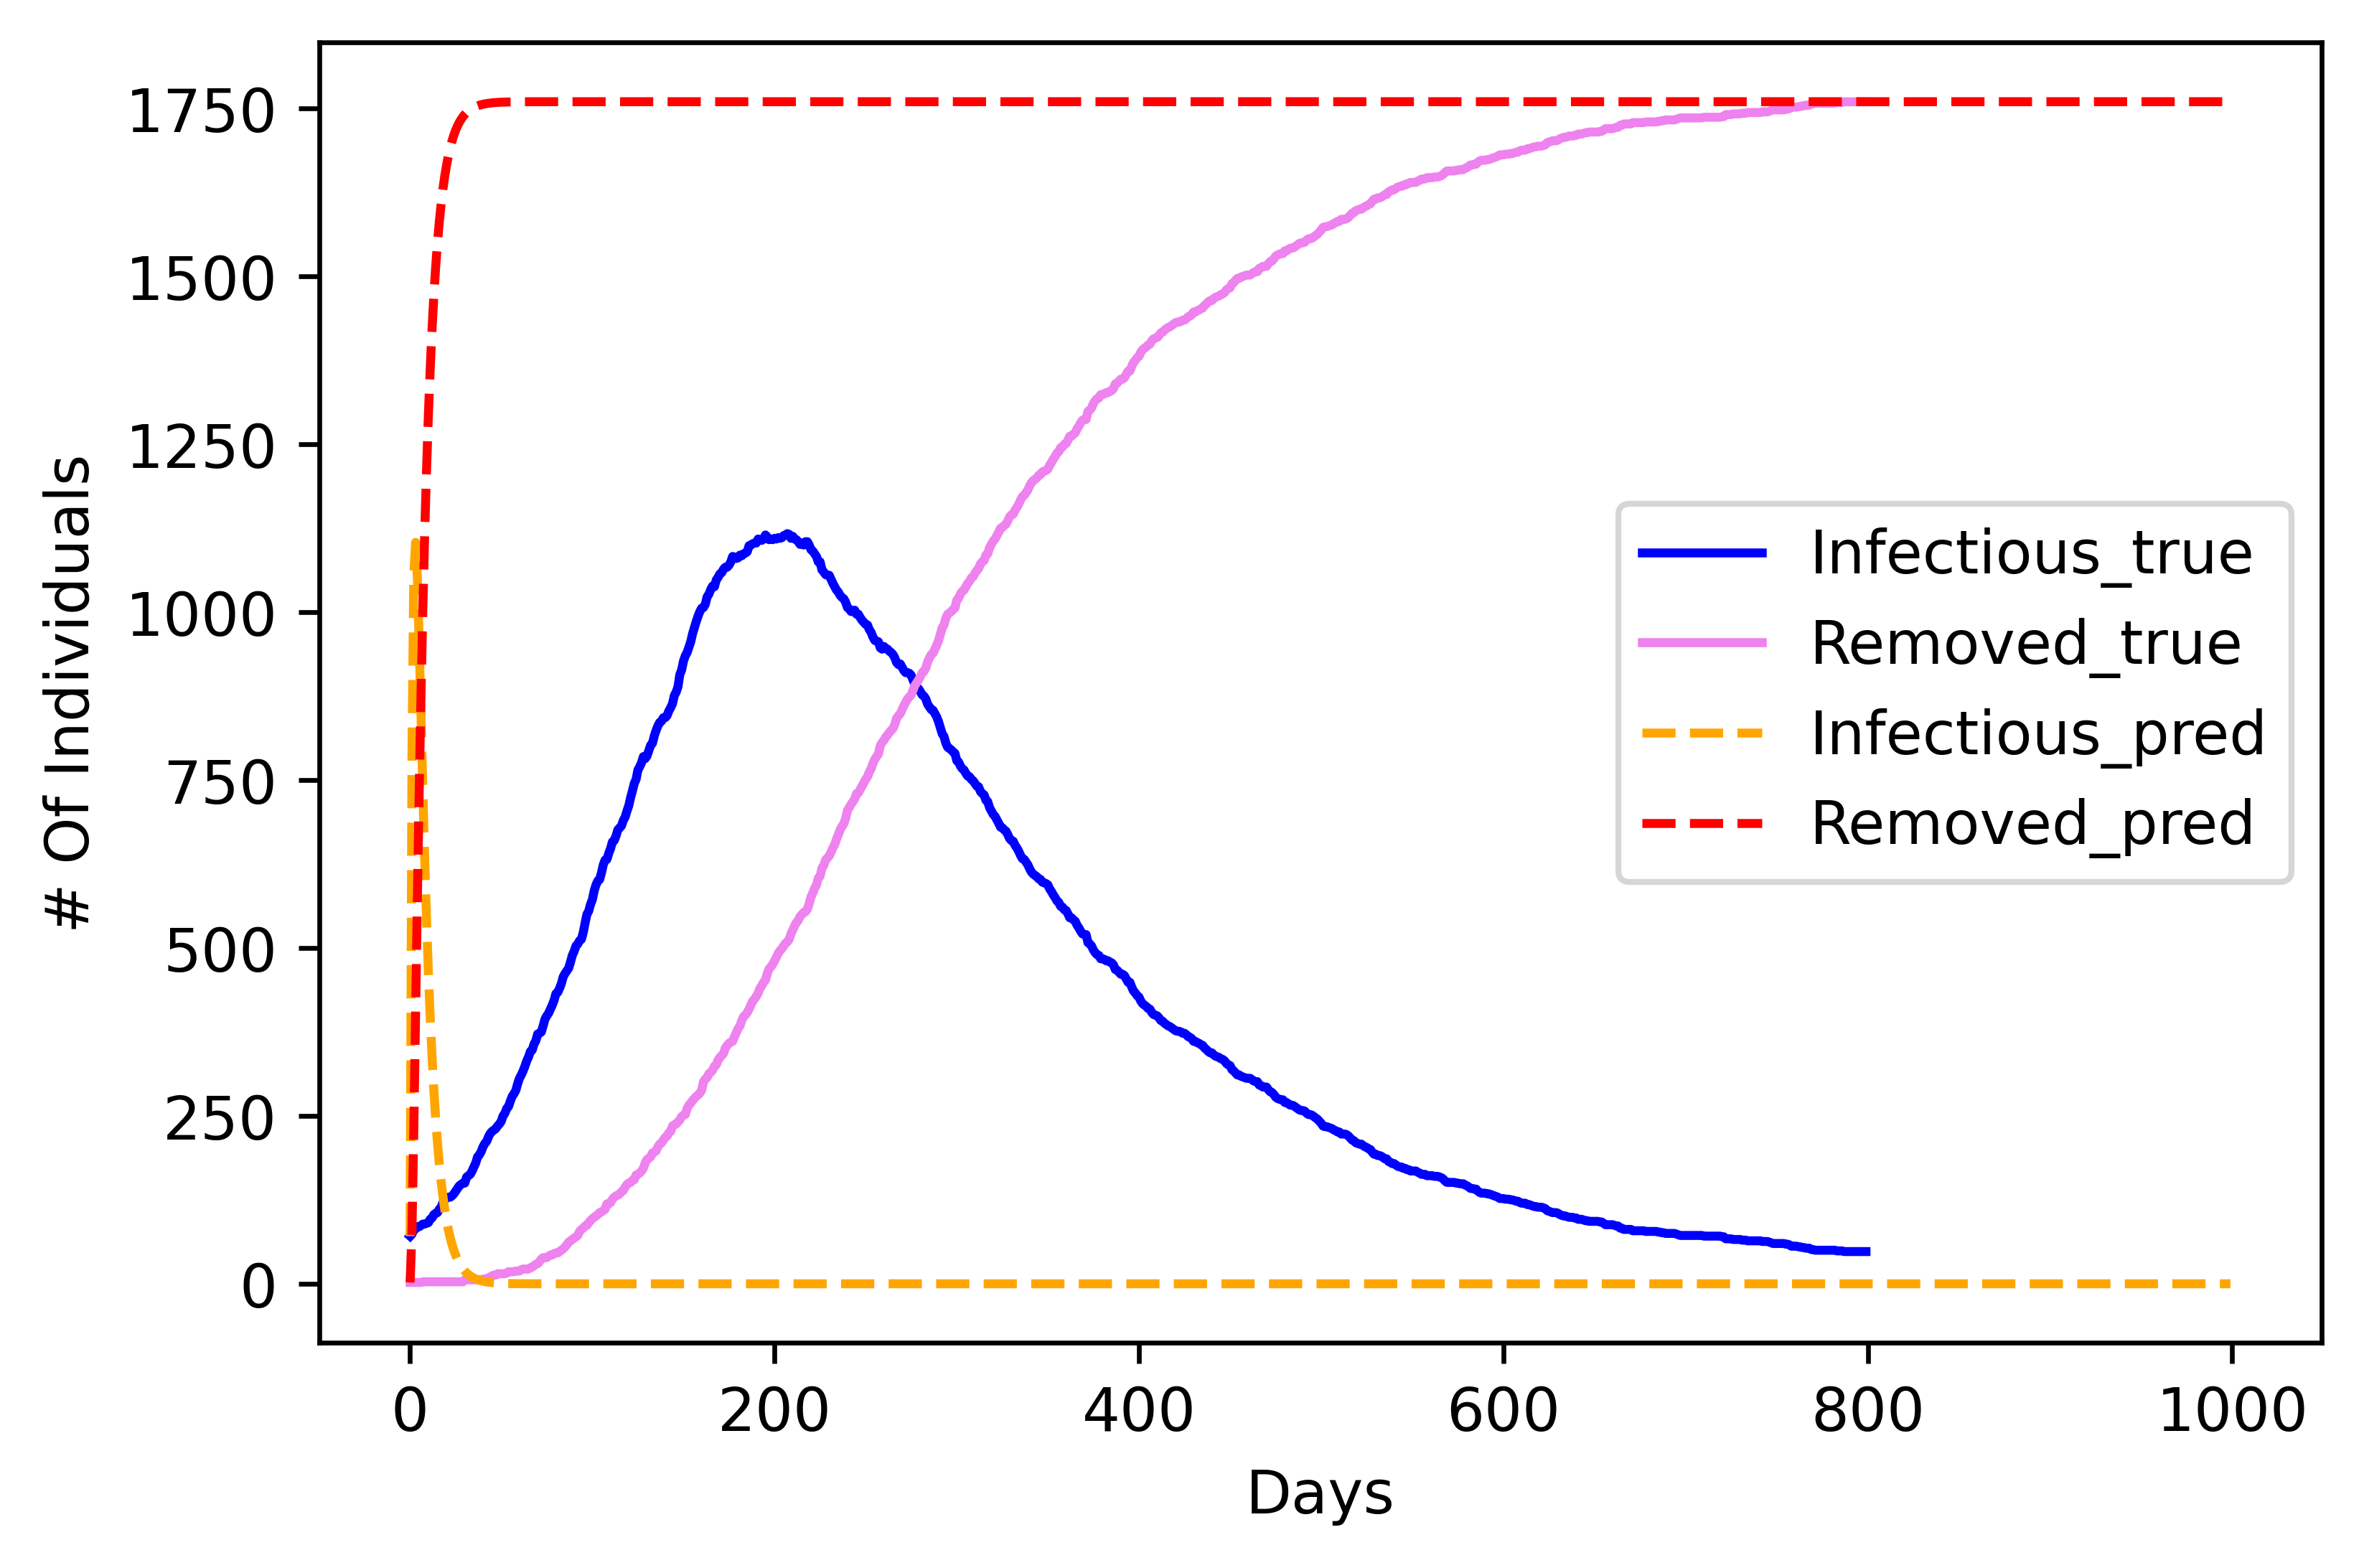 1750
1500
1250
1000
750
500
250
0
# Of Individuals
Infectious_true
Removed_true
Infectious_pred
Removed_pred
0 200 400 600 800 1000
Days